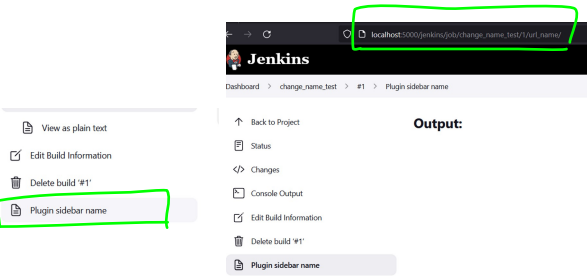 View as plain text
Edit Build Information
Delete build '#1'
Plugin sidebar name
localhost:5000/jenkins/job/change_name_test/1/url_name/
Jenkins
Dashboard > change_name_test > #1 > Plugin sidebar name
Back to Project
Status
Changes
Console Output
Edit Build Information
Delete build '#1'
Plugin sidebar name
Output: